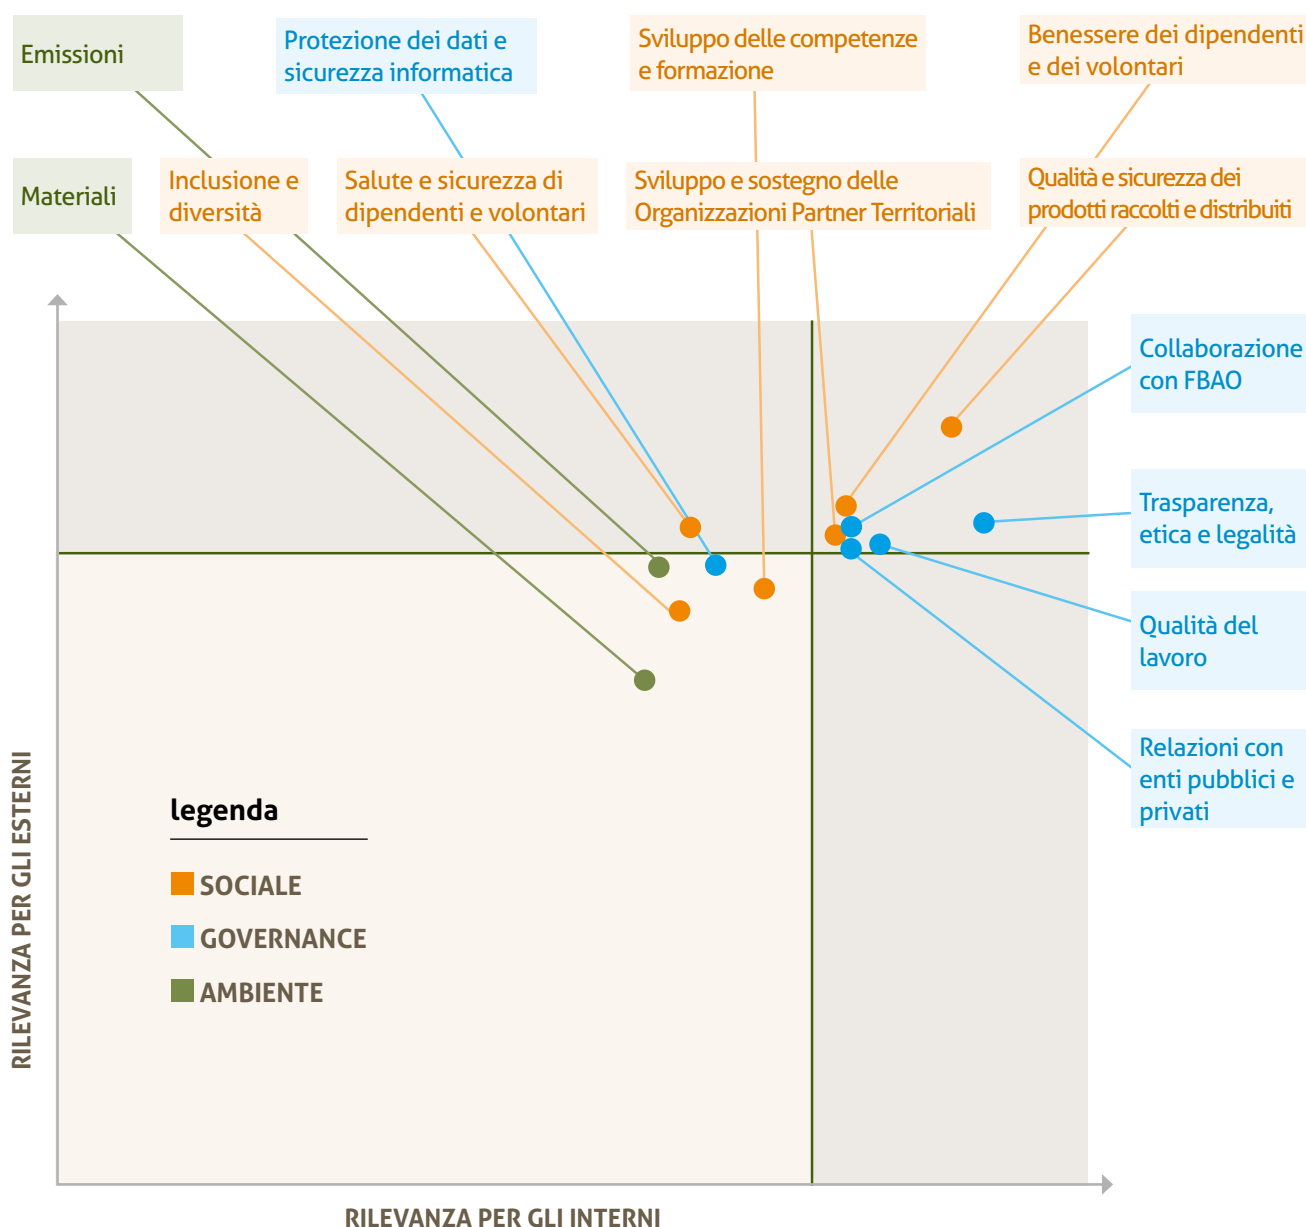 Emissioni
Protezione dei dati e
sicurezza informatica
Sviluppo delle competenze
e formazione
Benessere dei dipendenti
e dei volontari
Materiali
Inclusione e
diversità
Salute e sicurezza di
dipendenti e volontari
Sviluppo e sostegno delle
Organizzazioni Partner Territoriali
Qualità e sicurezza dei
prodotti raccolti e distribuiti
Collaborazione
con FBAO
Trasparenza,
etica e legalità
Qualità del
lavoro
Relazioni con
enti pubblici e
privati
RILEVANZA PER GLI ESTERNI
legenda
SOCIALE
GOVERNANCE
AMBIENTE
RILEVANZA PER GLI INTERNI